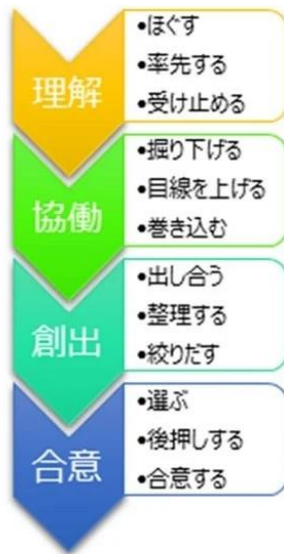 理解
•ほぐす
•率先する
•受け止める
協働
•掘り下げる
•目線を上げる
•巻き込む
創出
•出し合う
•整理する
•絞りだす
合意
•選ぶ
•後押しする
•合意する